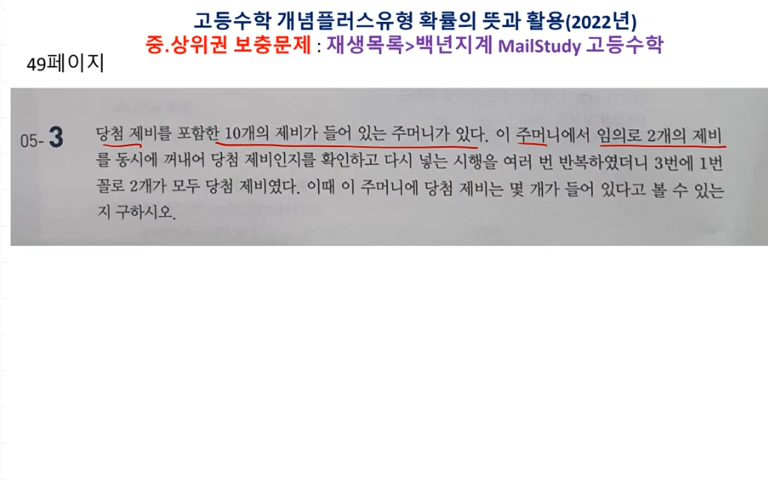 고등수학 개념플러스유형 확률의 뜻과 활용(2022년)
중.상위권 보충문제 : 재생목록>백년지계 MailStudy 고등수학
49페이지
05-3 당첨 제비를 포함한 10개의 제비가 들어 있는 주머니가 있다. 이 주머니에서 임의로 2개의 제비
를 동시에 꺼내어 당첨 제비인지를 확인하고 다시 넣는 시행을 여러 번 반복하였더니 3번에 1번
꼴로 2개가 모두 당첨 제비였다. 이때 이 주머니에 당첨 제비는 몇 개가 들어 있다고 볼 수 있는
지 구하시오.